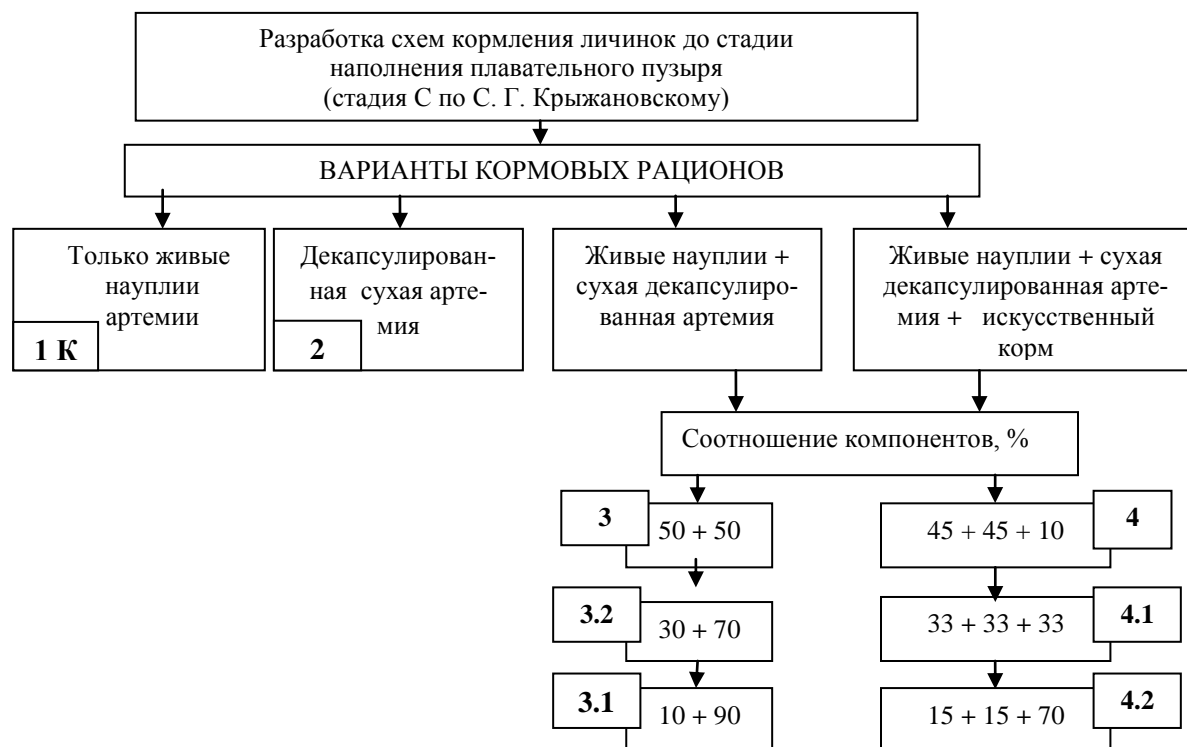 Разработка схем кормления личинок до стадии
наполнения плавательного пузыря
(стадия С по С. Г. Крыжановскому)
ВАРИАНТЫ КОРМОВЫХ РАЦИОНОВ
Только живые
науплии
артемии
1 К
Декапсулирован-
ная сухая арте-
мия
2
Живые науплии +
сухая декапсулиро-
ванная артемия
Живые науплии + сухая
декапсулированная арте-
мия + искусственный
корм
Соотношение компонентов, %
3
50 + 50
45 + 45 + 10
4
3.2
30 + 70
33 + 33 + 33
4.1
3.1
10 + 90
15 + 15 + 70
4.2